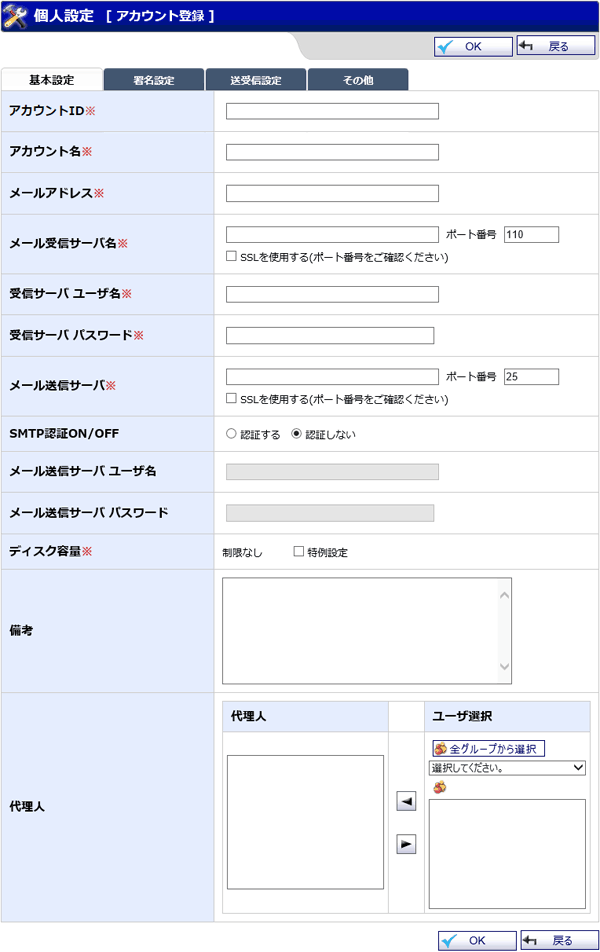 個人設定 [ アカウント登録 ]
OK 戻る
基本設定 署名設定 送受信設定 その他
アカウントID※
アカウント名※
メールアドレス※
メール受信サーバ名※ ポート番号 110
SSLを使用する(ポート番号をご確認ください)
受信サーバ ユーザ名※
受信サーバ パスワード※
メール送信サーバ※ ポート番号 25
SSLを使用する(ポート番号をご確認ください)
SMTP認証ON/OFF 認証する 認証しない
メール送信サーバ ユーザ名
メール送信サーバ パスワード
ディスク容量※ 制限なし 特例設定
備考
代理人 ユーザ選択
全グループから選択
選択してください。
代理人
OK 戻る